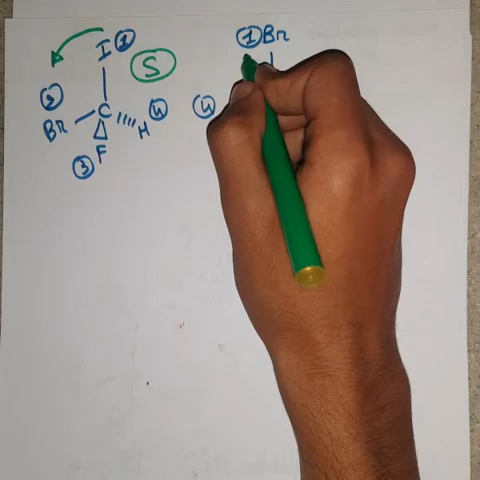 I ① ① Br
S
②
Br C H ④ ④
F
③